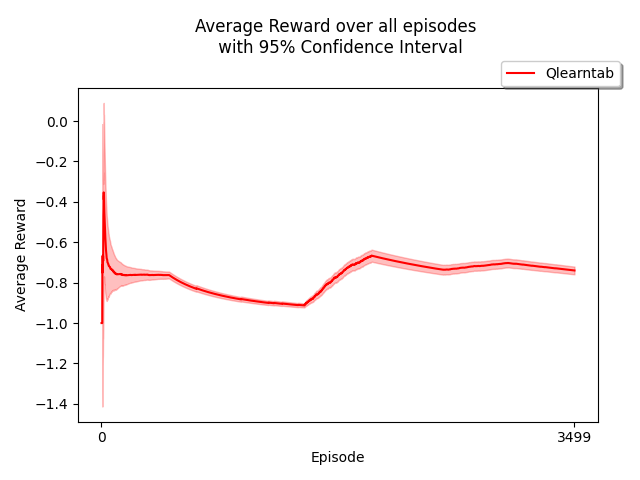 Average Reward over all episodes
with 95% Confidence Interval
Qlearntab
0.0
−0.2
−0.4
−0.6
−0.8
−1.0
−1.2
−1.4
Average Reward
0
3499
Episode